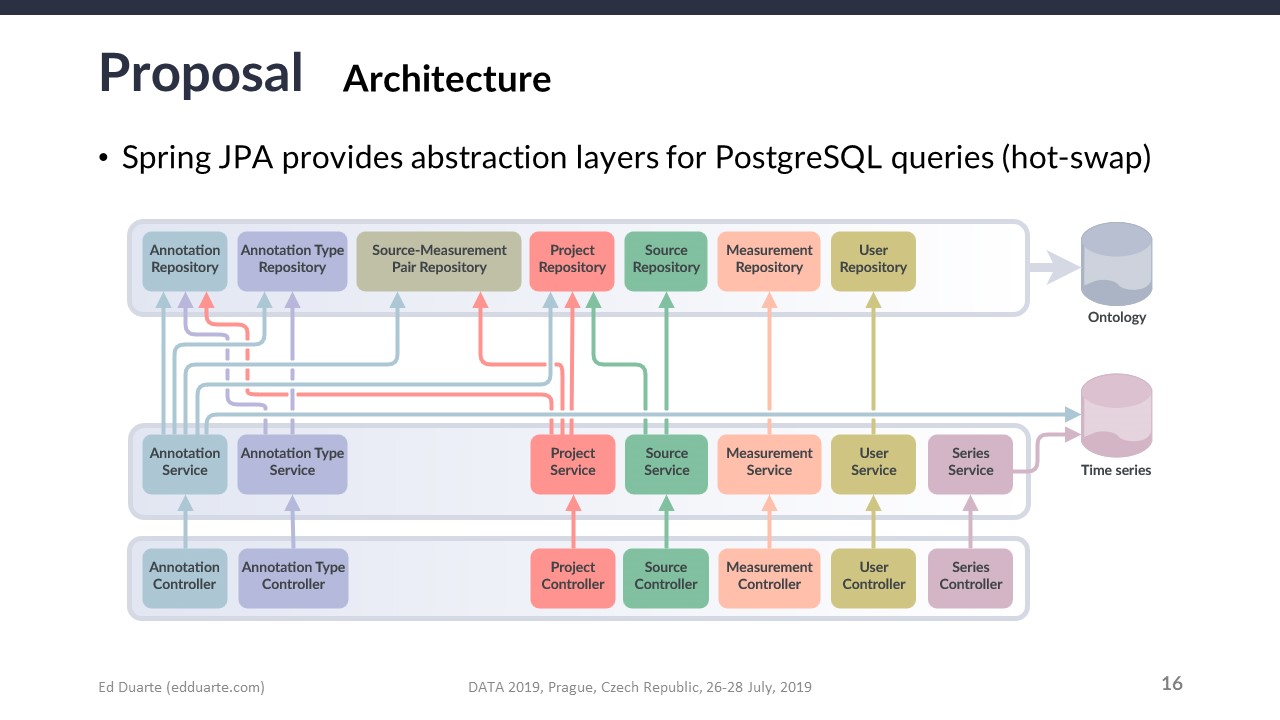 Proposal Architecture
• Spring JPA provides abstraction layers for PostgreSQL queries (hot-swap)
Annotation
Repository
Annotation Type
Repository
Source-Measurement
Pair Repository
Project
Repository
Source
Repository
Measurement
Repository
User
Repository
Ontology
Annotation
Service
Annotation Type
Service
Project
Service
Source
Service
Measurement
Service
User
Service
Series
Service
Time series
Annotation
Controller
Annotation Type
Controller
Project
Controller
Source
Controller
Measurement
Controller
User
Controller
Series
Controller
Ed Duarte (edduarte.com)
DATA 2019, Prague, Czech Republic, 26-28 July, 2019
16